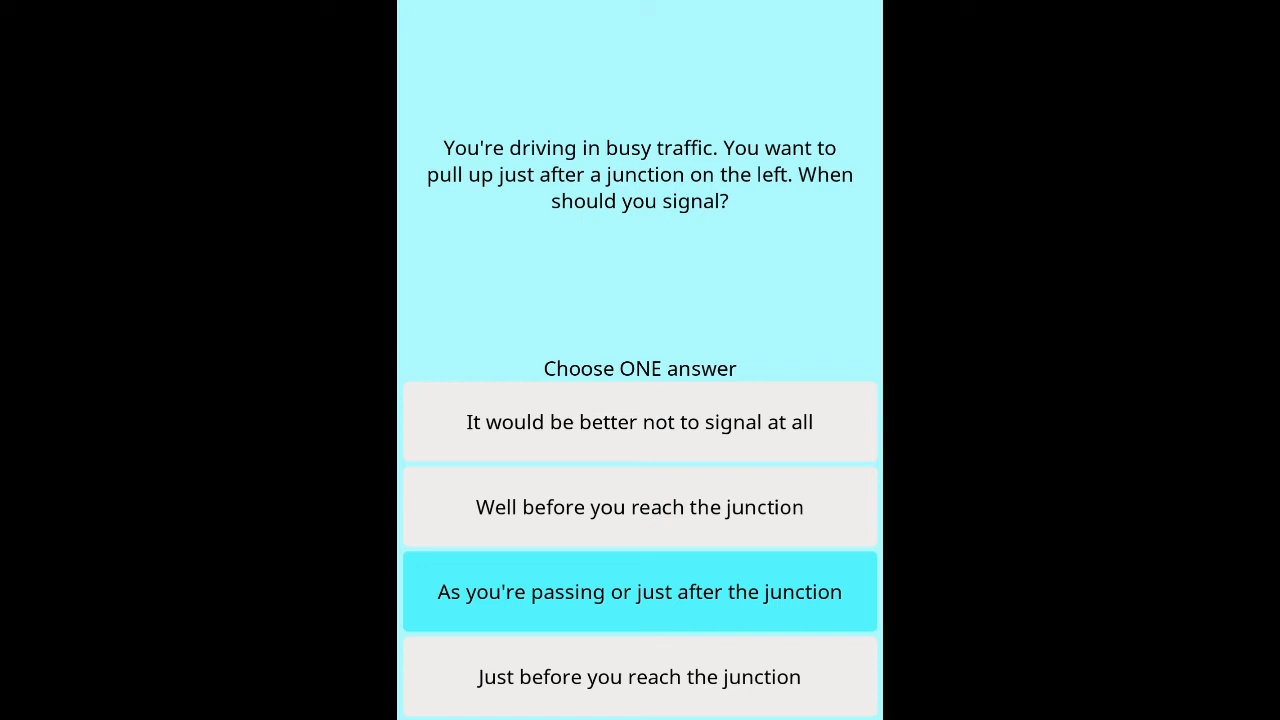 You're driving in busy traffic. You want to
pull up just after a junction on the left. When
should you signal?
Choose ONE answer
It would be better not to signal at all
Well before you reach the junction
As you're passing or just after the junction
Just before you reach the junction